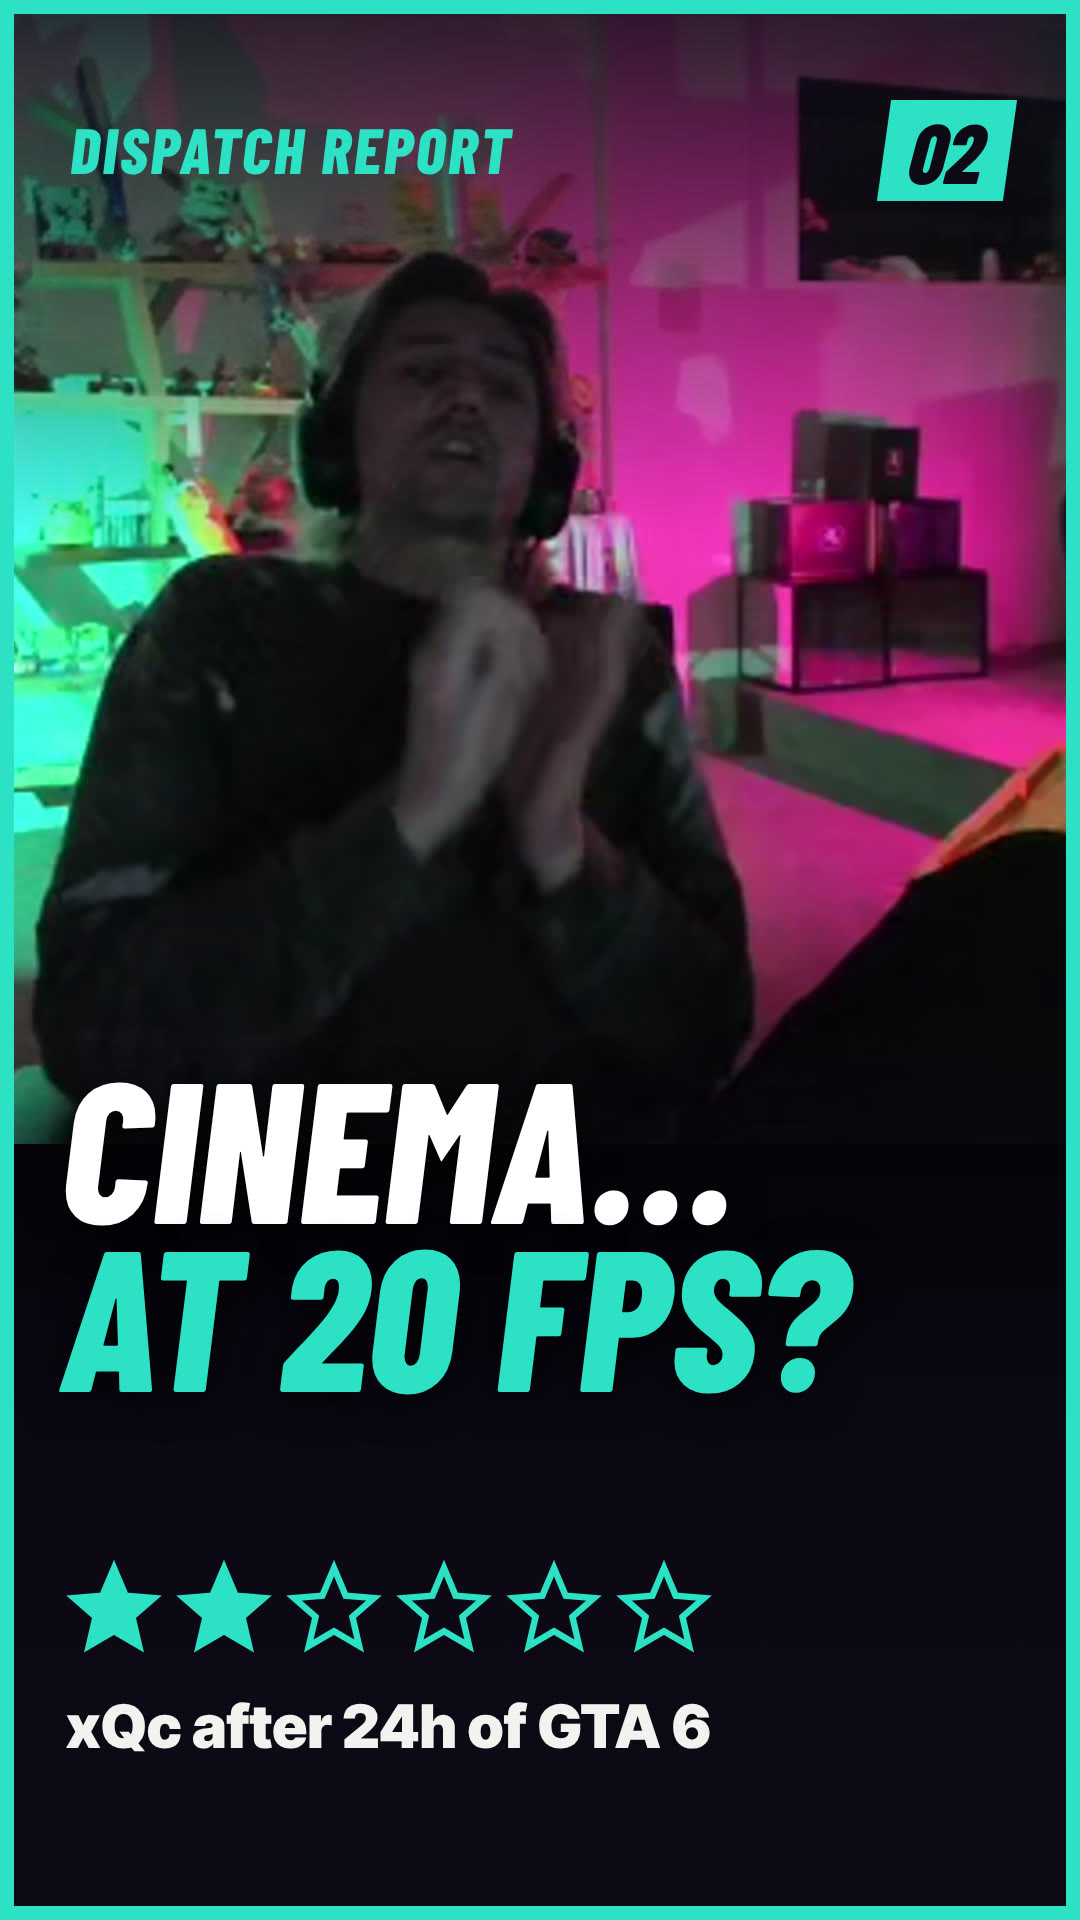 DISPATCH REPORT
02
CINEMA...
AT 20 FPS?
xQc after 24h of GTA 6